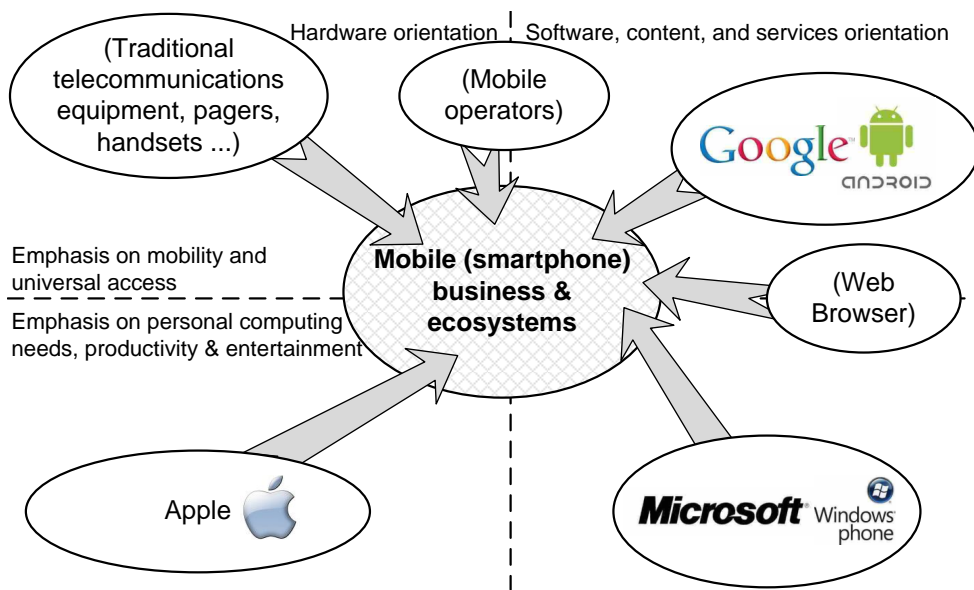 Hardware orientation
Software, content, and services orientation
(Traditional
telecommunications
equipment, pagers,
handsets ...)
(Mobile
operators)
Google™
ANDROID
Emphasis on mobility and
universal access
Mobile (smartphone)
business &
ecosystems
(Web
Browser)
Emphasis on personal computing
needs, productivity & entertainment
Apple
Microsoft®
Windows®
phone